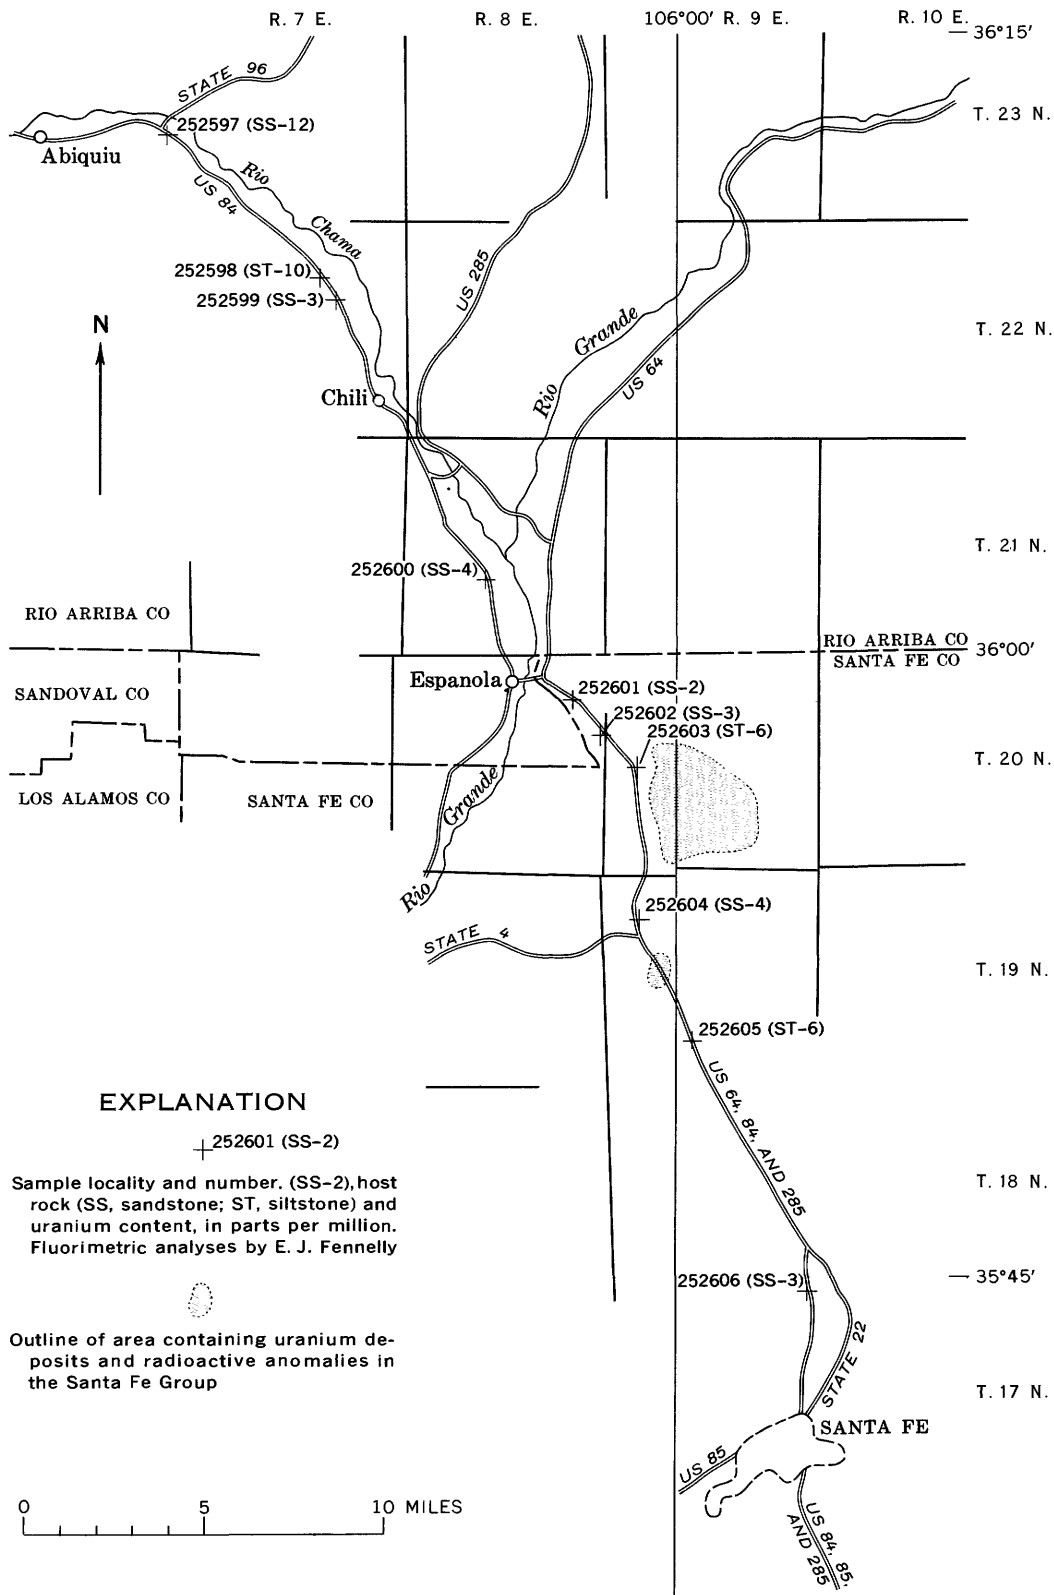 R. 7 E. R. 8 E. 106°00′ R. 9 E. R. 10 E.
36°15′
STATE 96
T. 23 N.
252597 (SS-12)
Abiquiu
Rio
US 84
Chama
US 285
252598 (ST-10)
252599 (SS-3)
N
Grande
T. 22 N.
Rio
US 64
Chili
T. 21 N.
252600 (SS-4)
RIO ARRIBA CO
RIO ARRIBA CO
36°00′
SANTA FE CO
Espanola
SANDOVAL CO
252601 (SS-2)
252602 (SS-3)
252603 (ST-6)
T. 20 N.
LOS ALAMOS CO
SANTA FE CO
Grande
Rio
252604 (SS-4)
STATE 4
T. 19 N.
252605 (ST-6)
US 64, 84, AND 285
EXPLANATION
252601 (SS-2)
Sample locality and number. (SS-2), host
rock (SS, sandstone; ST, siltstone) and
uranium content, in parts per million.
Fluorimetric analyses by E. J. Fennelly
T. 18 N.
252606 (SS-3)
35°45′
Outline of area containing uranium de-
posits and radioactive anomalies in
the Santa Fe Group
STATE 22
T. 17 N.
SANTA FE
US 85
0 5 10 MILES
US 84, 85,
AND 285